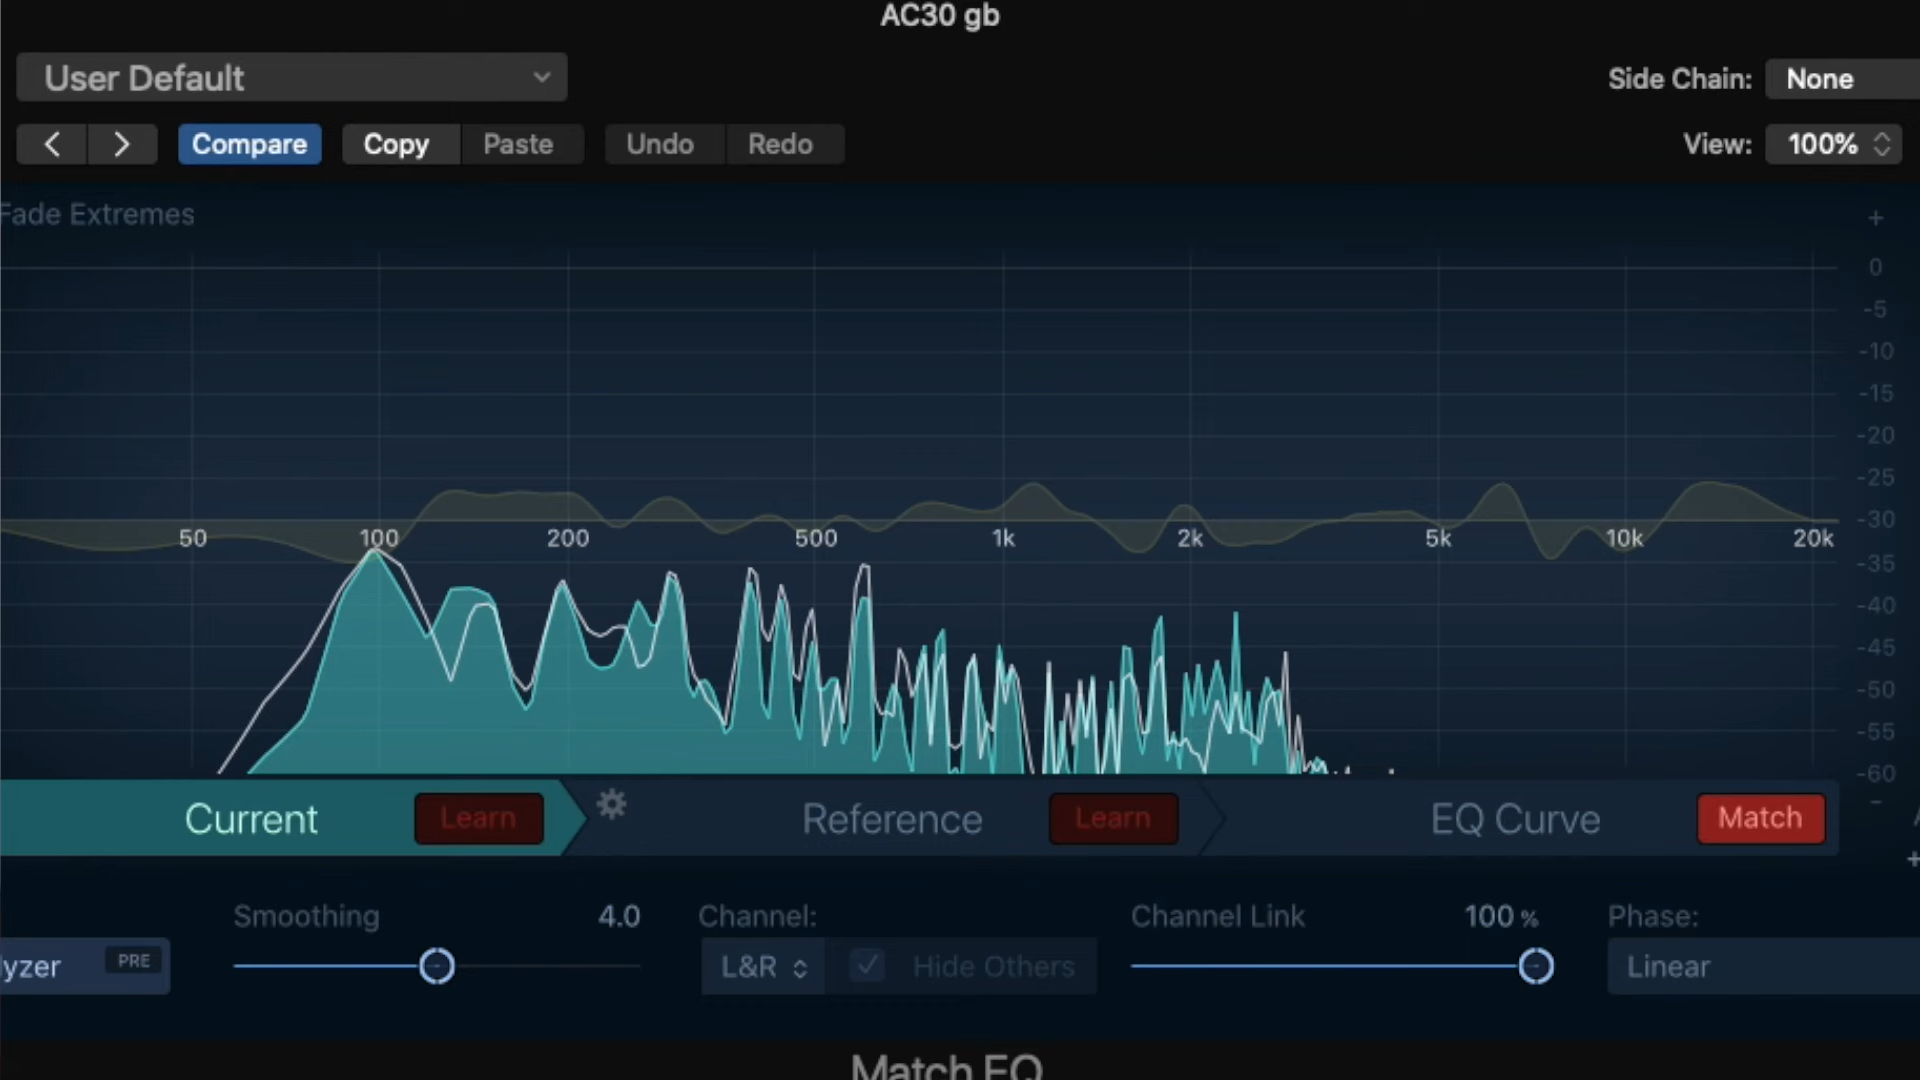 AC30 gb
User Default
Side Chain: None
Compare Copy Paste Undo Redo
View: 100%
Fade Extremes
+
0
-5
-10
-15
-20
-25
-30
50 100 200 500 1k 2k 5k 10k 20k
-35
-40
-45
-50
-55
-60
-
Current Learn Reference Learn EQ Curve Match
+
Smoothing 4.0 Channel: Channel Link 100 % Phase:
lyzer PRE L&R Hide Others Linear
Match EQ